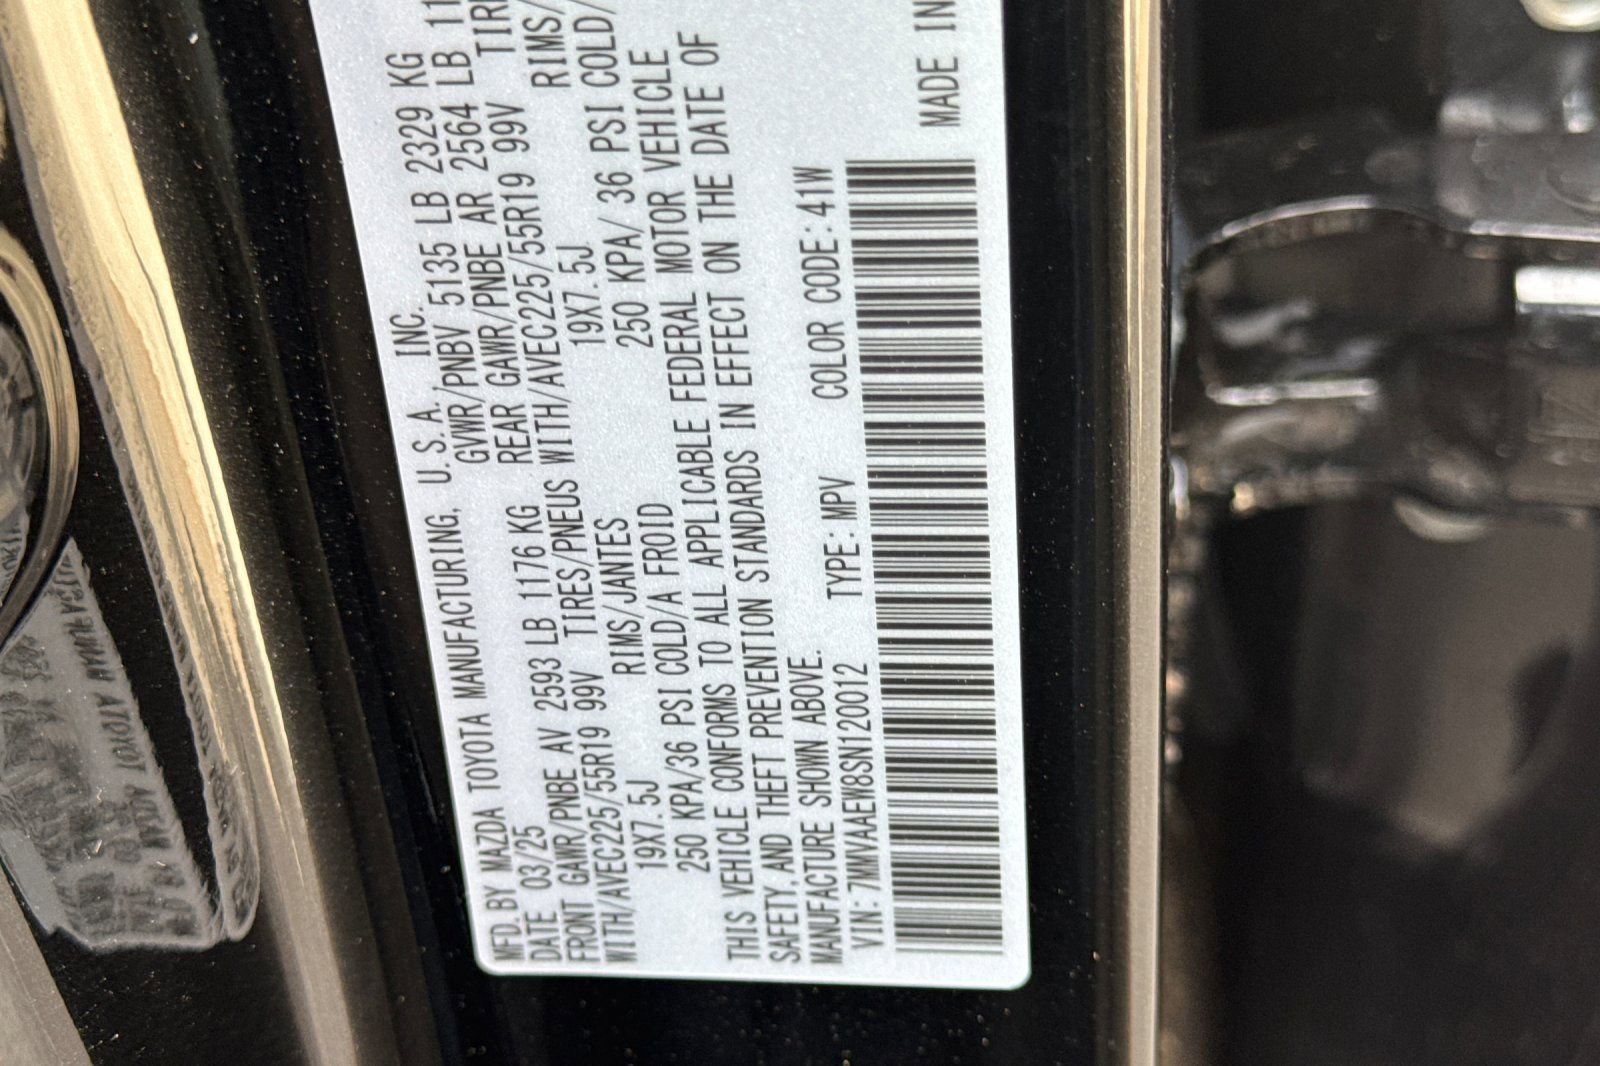 MFD. BY MAZDA TOYOTA MANUFACTURING, U. S. A. INC.
DATE 03/25 GVWR/PNBV 5135 LB 2329 KG
FRONT GAWR/PNBE AV 2593 LB 1176 KG REAR GAWR/PNBE AR 2564 LB
WITH/AVEC225/55R19 99V TIRES/PNEUS WITH/AVEC225/55R19 99V
19X7.5J RIMS/JANTES 19X7.5J RIMS/
250 KPA/36 PSI COLD/A FROID 250 KPA/ 36 PSI COLD/
THIS VEHICLE CONFORMS TO ALL APPLICABLE FEDERAL MOTOR VEHICLE
SAFETY, AND THEFT PREVENTION STANDARDS IN EFFECT ON THE DATE OF
MANUFACTURE SHOWN ABOVE.
VIN: 7MMVAAEW8SN120012 TYPE: MPV COLOR CODE: 41W
MADE IN